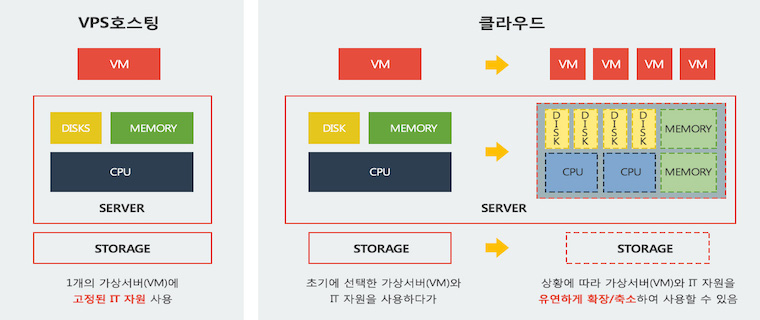 VPS호스팅
VM
DISKS
MEMORY
CPU
SERVER
STORAGE
1개의 가상서버(VM)에
고정된 IT 자원 사용
클라우드
VM
VM VM VM VM
DISK
MEMORY
CPU
DISK DISK DISK DISK
MEMORY
CPU CPU MEMORY
SERVER
STORAGE
STORAGE
초기에 선택한 가상서버(VM)와
IT 자원을 사용하다가
상황에 따라 가상서버(VM)와 IT 자원을
유연하게 확장/축소하여 사용할 수 있음